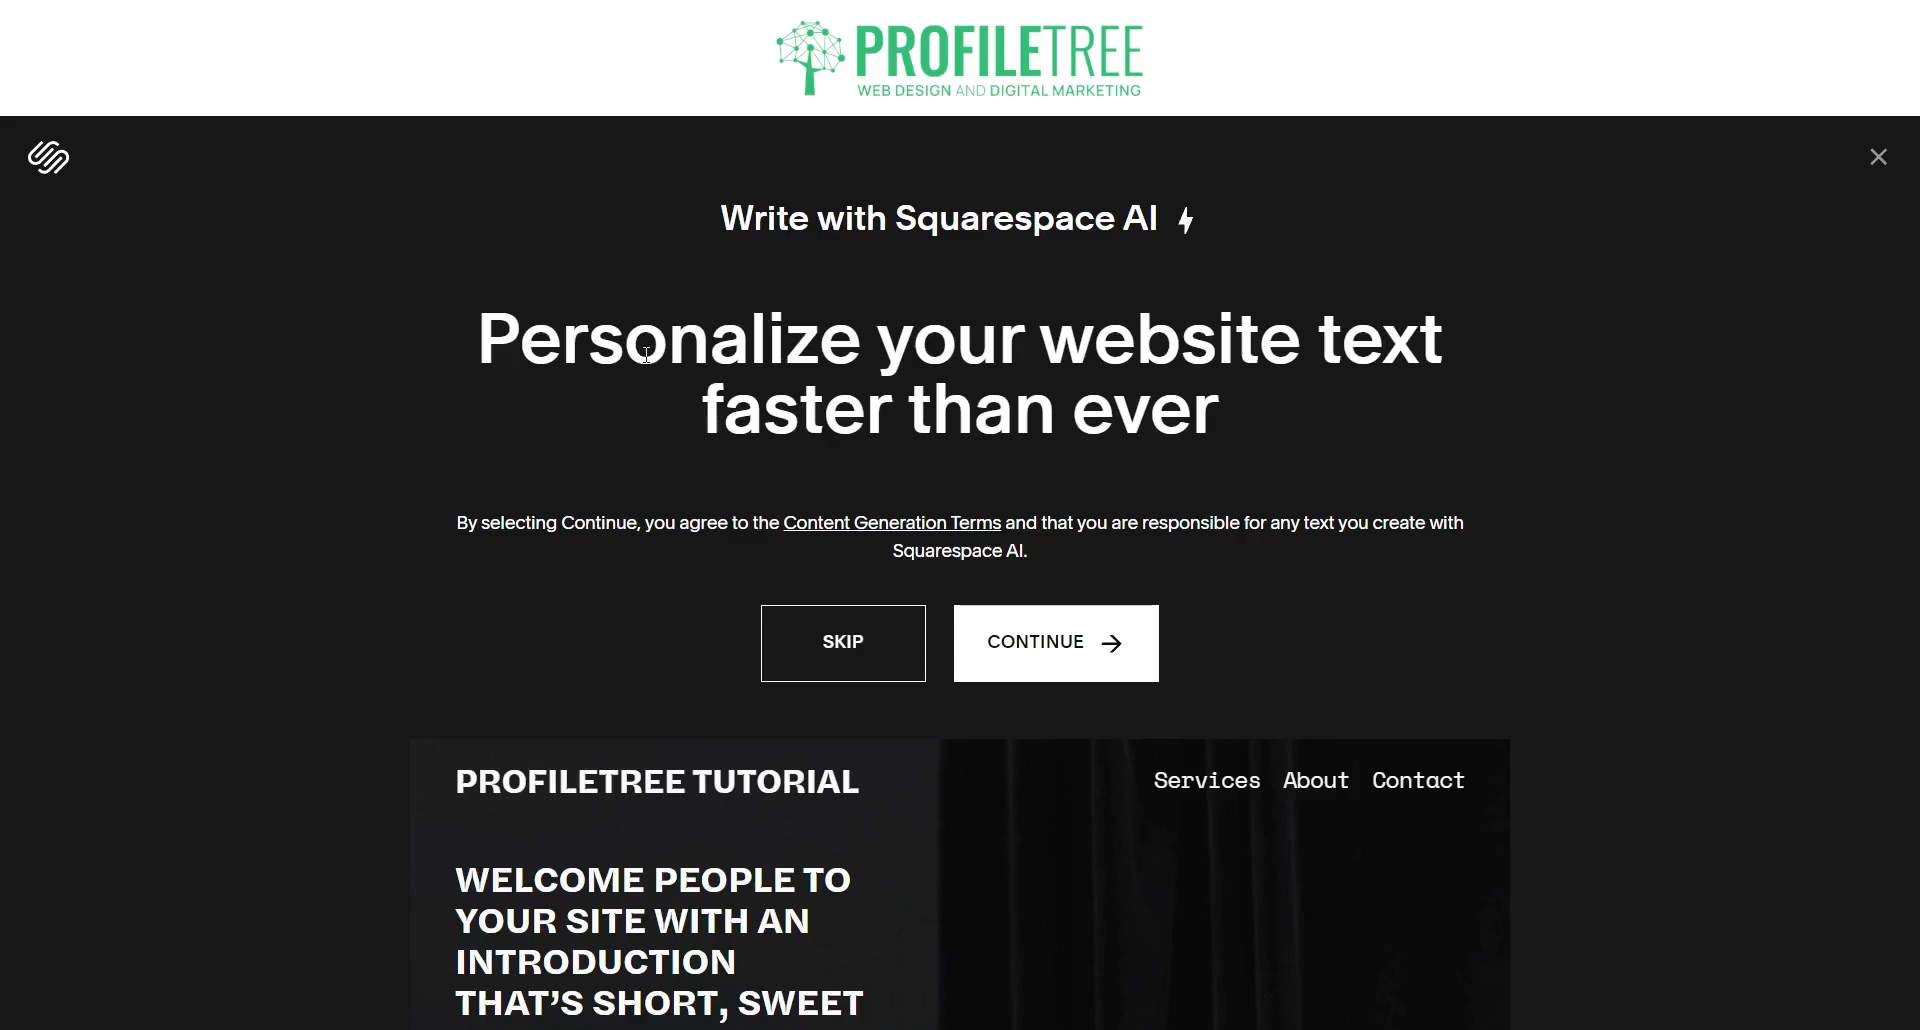 PROFILETREE
WEB DESIGN AND DIGITAL MARKETING
Write with Squarespace AI
Personalize your website text
faster than ever
By selecting Continue, you agree to the Content Generation Terms and that you are responsible for any text you create with
Squarespace AI.
SKIP
CONTINUE
PROFILETREE TUTORIAL
Services About Contact
WELCOME PEOPLE TO
YOUR SITE WITH AN
INTRODUCTION
THAT’S SHORT, SWEET